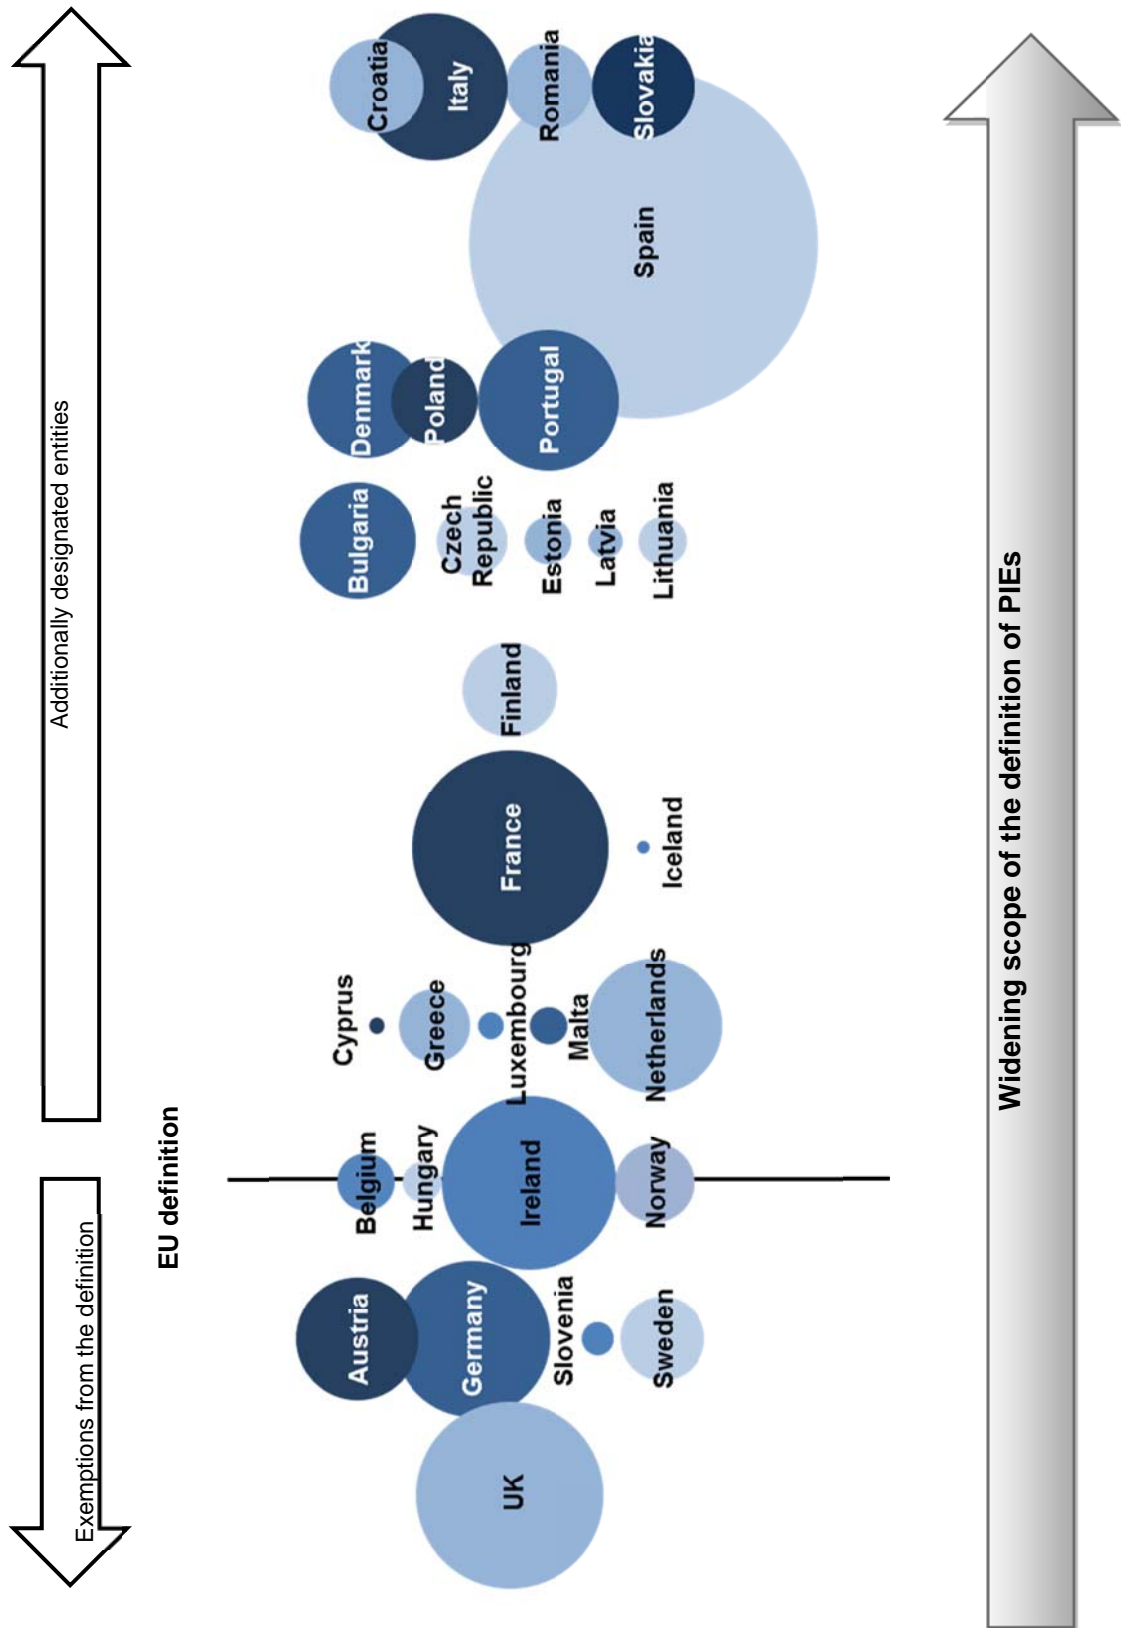 Exemptions from the definition
Additionally designated entities
EU definition
UK
Austria
Germany
Slovenia
Sweden
Belgium
Hungary
Ireland
Norway
Cyprus
Greece
Luxembourg
Malta
Netherlands
France
Iceland
Finland
Bulgaria
Czech
Republic
Estonia
Latvia
Lithuania
Denmark
Poland
Portugal
Spain
Croatia
Italy
Romania
Slovakia
Widening scope of the definition of PIEs